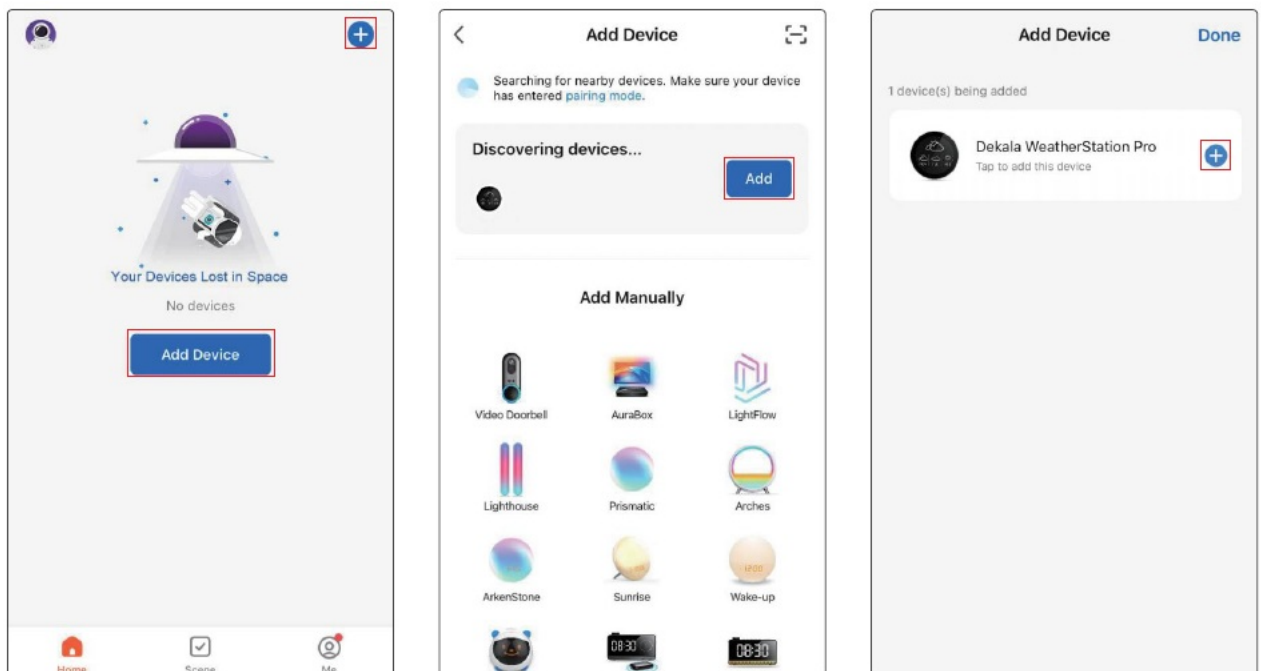 Your Devices Lost in Space
No devices
Add Device
Home
Scene
Me
Add Device
Searching for nearby devices. Make sure your device
has entered pairing mode.
Discovering devices...
Add
Add Manually
Video Doorbell
AuraBox
LightFlow
Lighthouse
Prismatic
Arches
ArkenStone
Sunrise
Wake-up
08:30
08:30
Add Device
Done
1 device(s) being added
Dekala WeatherStation Pro
Tap to add this device